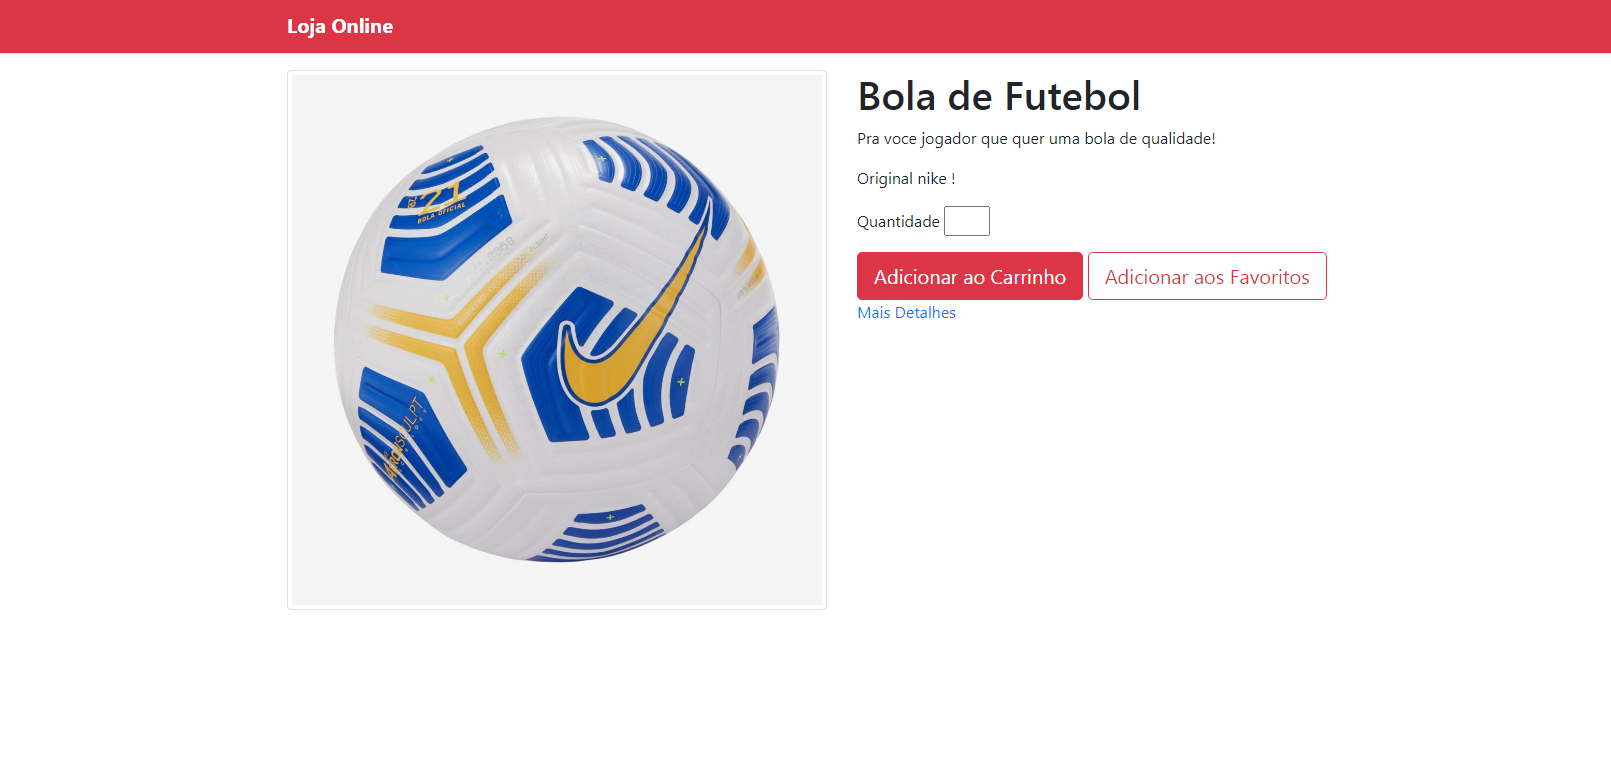 Loja Online
Bola de Futebol
Pra voce jogador que quer uma bola de qualidade!
Original nike !
Quantidade
Adicionar ao Carrinho
Adicionar aos Favoritos
Mais Detalhes
21
BOLA OFICIAL